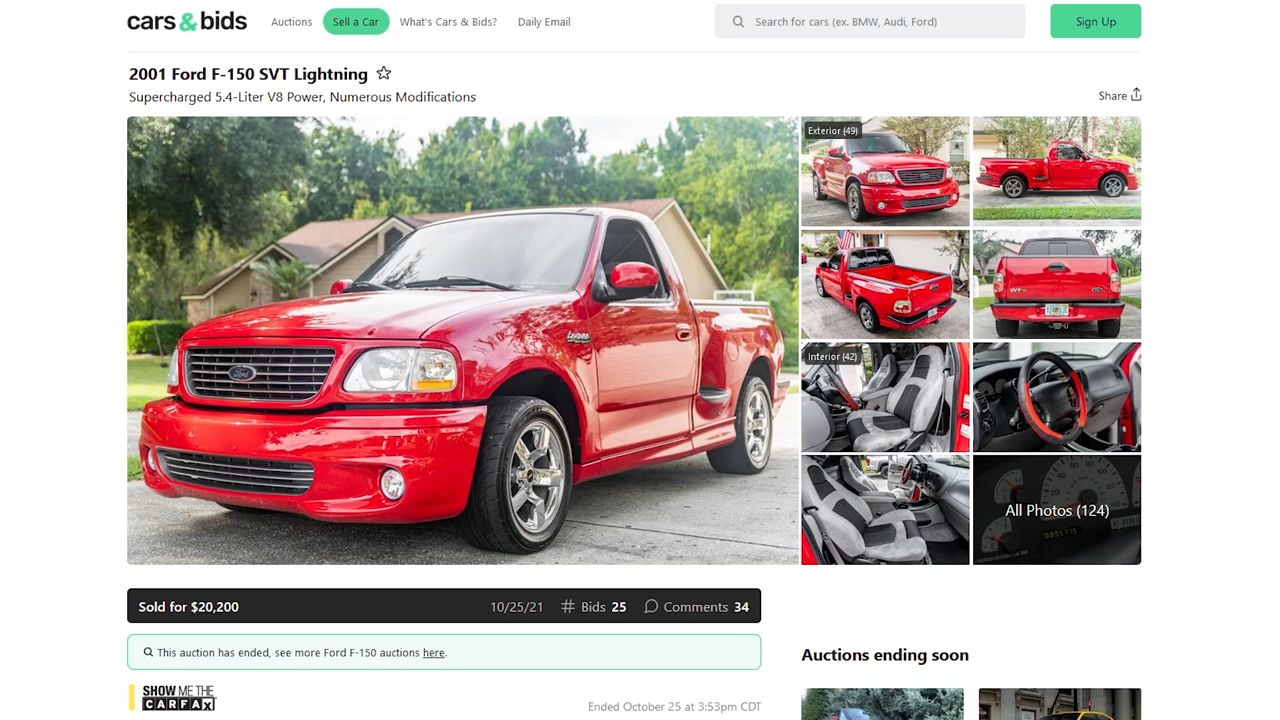 cars & bids
Auctions
Sell a Car
What's Cars & Bids?
Daily Email
Search for cars (ex. BMW, Audi, Ford)
Sign Up
2001 Ford F-150 SVT Lightning
Supercharged 5.4-Liter V8 Power, Numerous Modifications
Share
Ford
Exterior (49)
Interior (42)
All Photos (124)
Sold for $20,200
10/25/21
# Bids 25
Comments 34
This auction has ended, see more Ford F-150 auctions here.
Auctions ending soon
SHOW ME THE
CARFAX
Ended October 25 at 3:53pm CDT